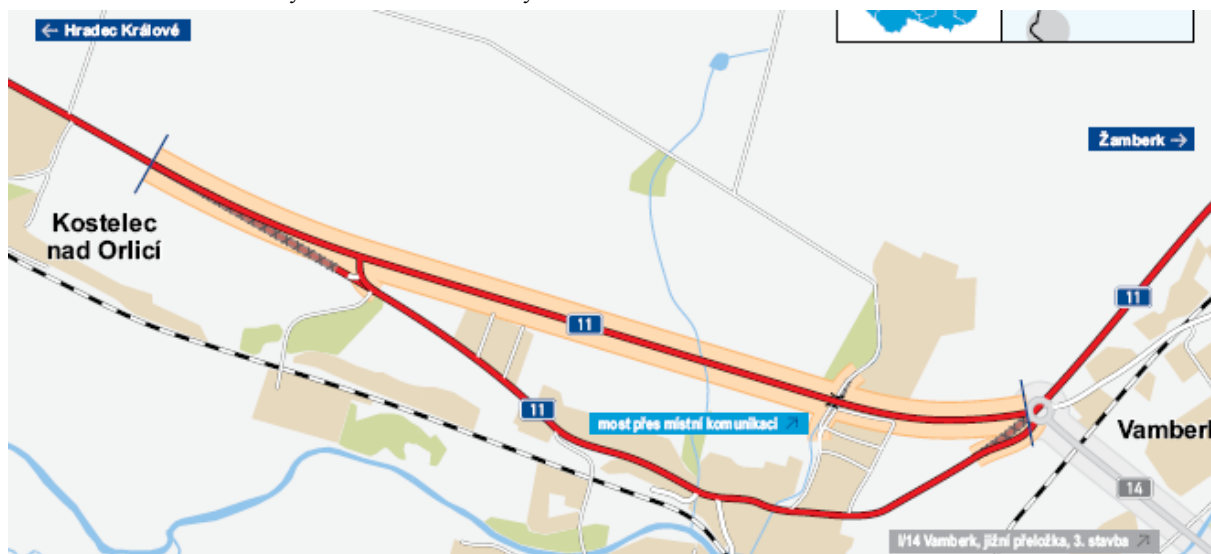 ← Hradec Králové
Žamberk →
Kostelec
nad Orlicí
11
11
11
most přes místní komunikaci ↗
Vamberk
14
I/14 Vamberk, jižní přeložka, 3. stavba ↗